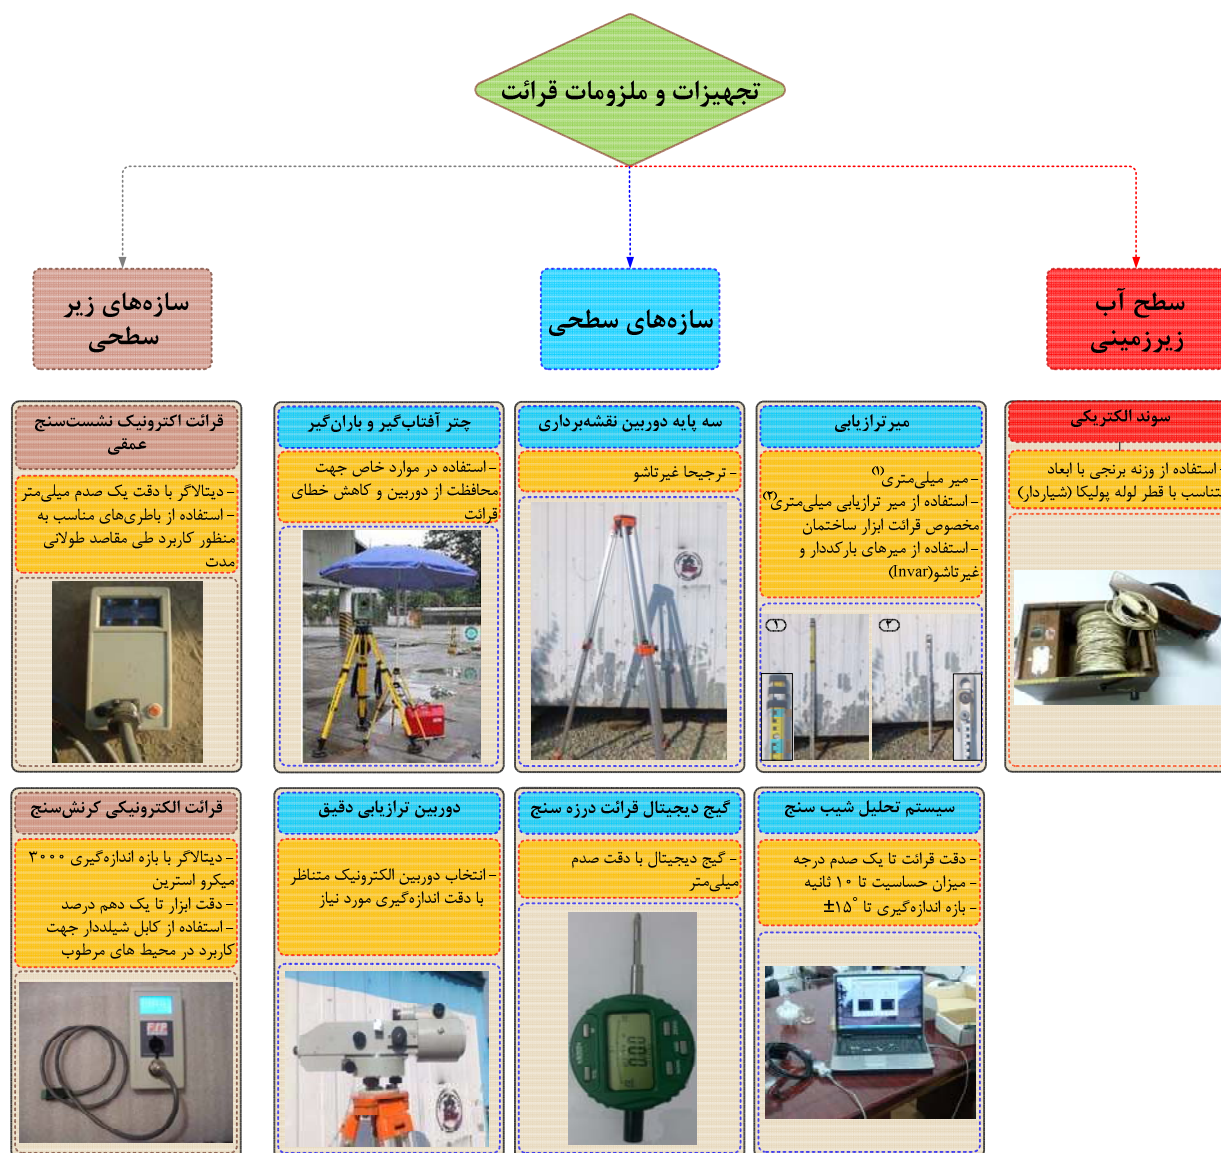 تجهیزات و ملزومات قرائت
سطح آب
زیرزمینی
سازه‌های سطحی
سازه‌های زیر
سطحی
سوند الکتریکی
- استفاده از وزنه برنجی با ابعاد
متناسب با قطر لوله پولیکا (شیاردار)
میرترازیابی
- میر میلی‌متری(۱)
- استفاده از میر ترازیابی میلی‌متری(۲)
مخصوص قرائت ابزار ساختمان
- استفاده از میرهای بارکددار و
غیرتاشو(Invar)
(۱)
(۲)
سه پایه دوربین نقشه‌برداری
- ترجیحا غیرتاشو
چتر آفتاب‌گیر و باران‌گیر
- استفاده در موارد خاص جهت
محافظت از دوربین و کاهش خطای
قرائت
قرائت اکترونیک نشست‌سنج
عمقی
- دیتالاگر با دقت یک صدم میلی‌متر
- استفاده از باطری‌های مناسب به
منظور کاربرد طی مقاصد طولانی
مدت
سیستم تحلیل شیب سنج
- دقت قرائت تا یک صدم درجه
- میزان حساسیت تا ۱۰ ثانیه
- بازه اندازه‌گیری تا °۱۵±
گیج دیجیتال قرائت درزه سنج
- گیج دیجیتال با دقت صدم
میلی‌متر
0.00
دوربین ترازیابی دقیق
- انتخاب دوربین الکترونیک متناظر
با دقت اندازه‌گیری مورد نیاز
قرائت الکترونیکی کرنش‌سنج
- دیتالاگر با بازه اندازه‌گیری ۳۰۰۰
میکرو استرین
- دقت ابزار تا یک دهم درصد
- استفاده از کابل شیلددار جهت
کاربرد در محیط های مرطوب